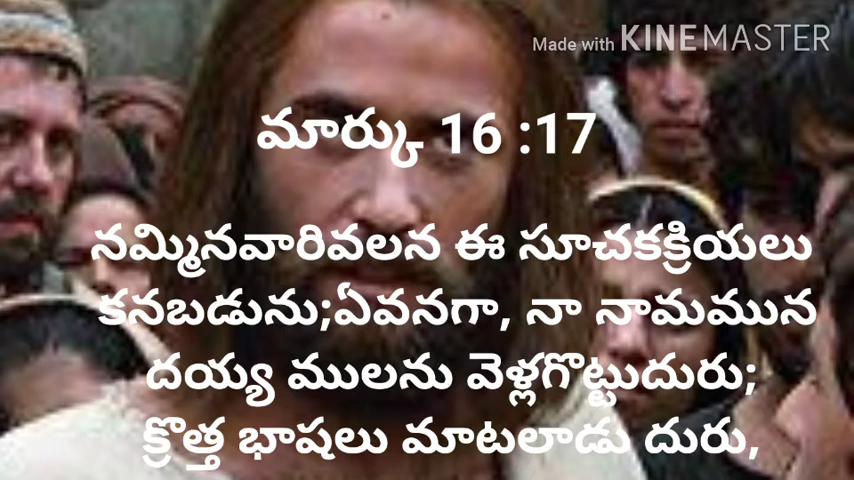 Made with KINEMASTER
మార్కు 16 :17
నమ్మినవారివలన ఈ సూచకక్రియలు
కనబడును;ఏవనగా, నా నామమున
దయ్య ములను వెళ్లగొట్టుదురు;
క్రొత్త భాషలు మాటలాడు దురు,